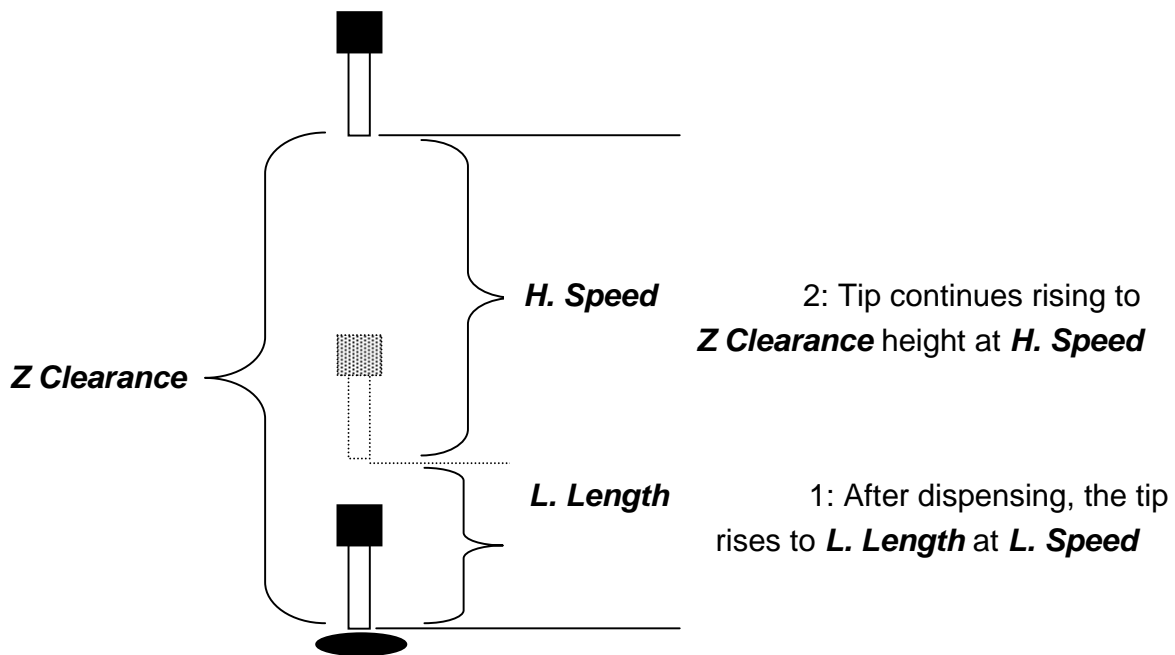 H. Speed
2: Tip continues rising to
Z Clearance height at H. Speed
Z Clearance
L. Length
1: After dispensing, the tip
rises to L. Length at L. Speed